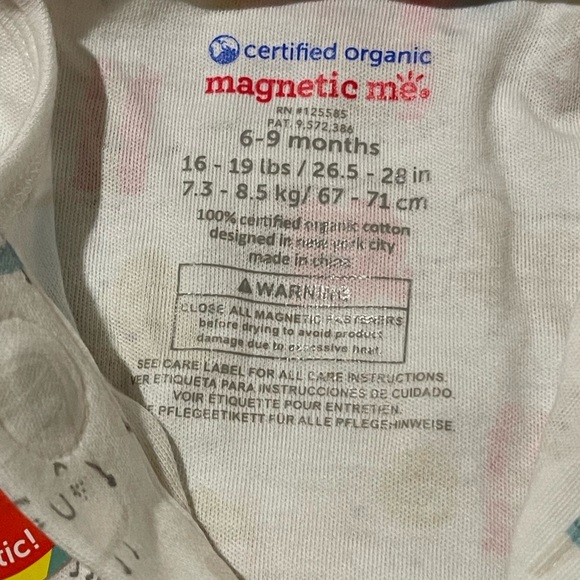 certified organic
magnetic me®
RN #125585
PAT. 9,572,386
6-9 months
16 - 19 lbs / 26.5 - 28 in
7.3 - 8.5 kg/ 67 - 71 cm
100% certified organic cotton
designed in new york city
made in china
WARNING
CLOSE ALL MAGNETIC FASTENERS
before drying to avoid product
damage due to excessive heat.
SEE CARE LABEL FOR ALL CARE INSTRUCTIONS.
VER ETIQUETA PARA INSTRUCCIONES DE CUIDADO.
VOIR ÉTIQUETTE POUR ENTRETIEN.
E PFLEGEETIKETT FÜR ALLE PFLEGEHINWEISE.
tic!